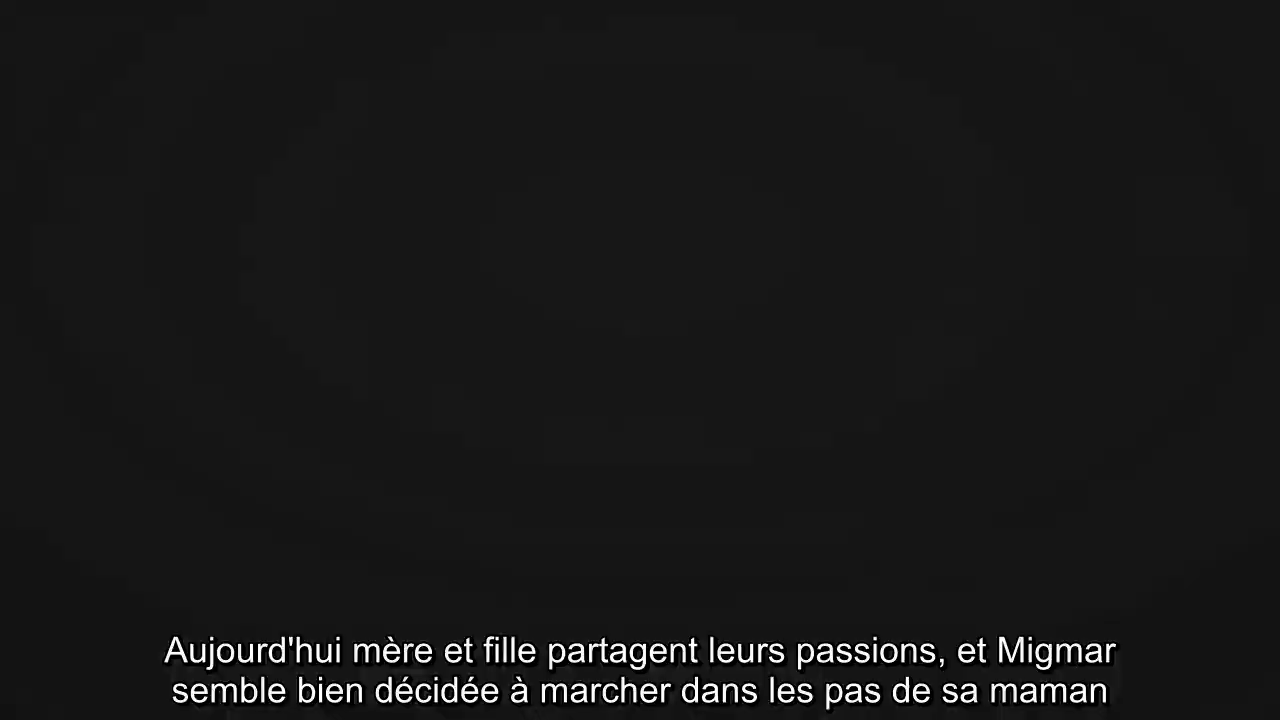 Aujourd'hui mère et fille partagent leurs passions, et Migmar
semble bien décidée à marcher dans les pas de sa maman